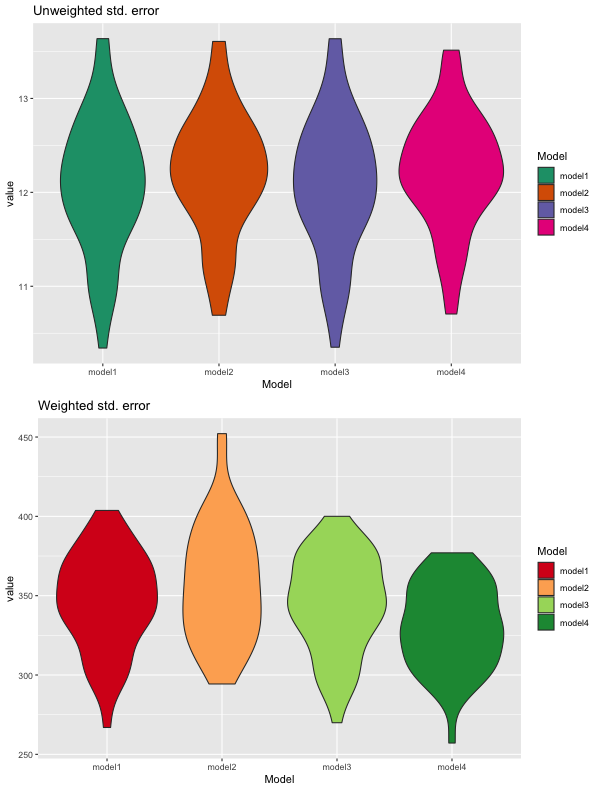 Unweighted std. error
13
12
11
value
model1 model2 model3 model4
Model
Model
model1
model2
model3
model4
Weighted std. error
450
400
350
300
250
value
model1 model2 model3 model4
Model
Model
model1
model2
model3
model4